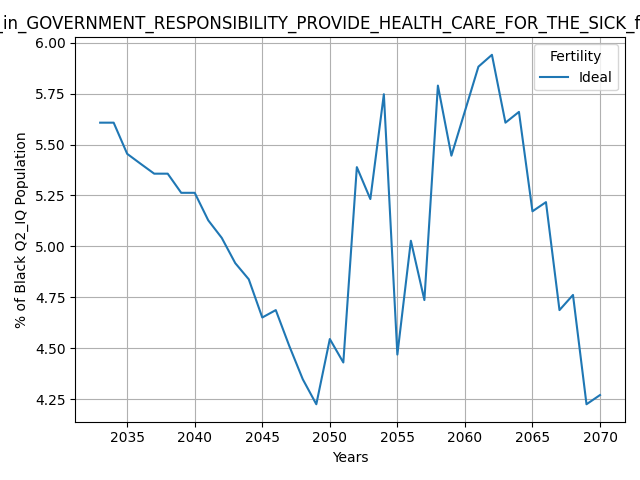 _in_GOVERNMENT_RESPONSIBILITY_PROVIDE_HEALTH_CARE_FOR_THE_SICK_f
6.00
5.75
5.50
5.25
5.00
4.75
4.50
4.25
% of Black Q2_IQ Population
Fertility
Ideal
2035 2040 2045 2050 2055 2060 2065 2070
Years